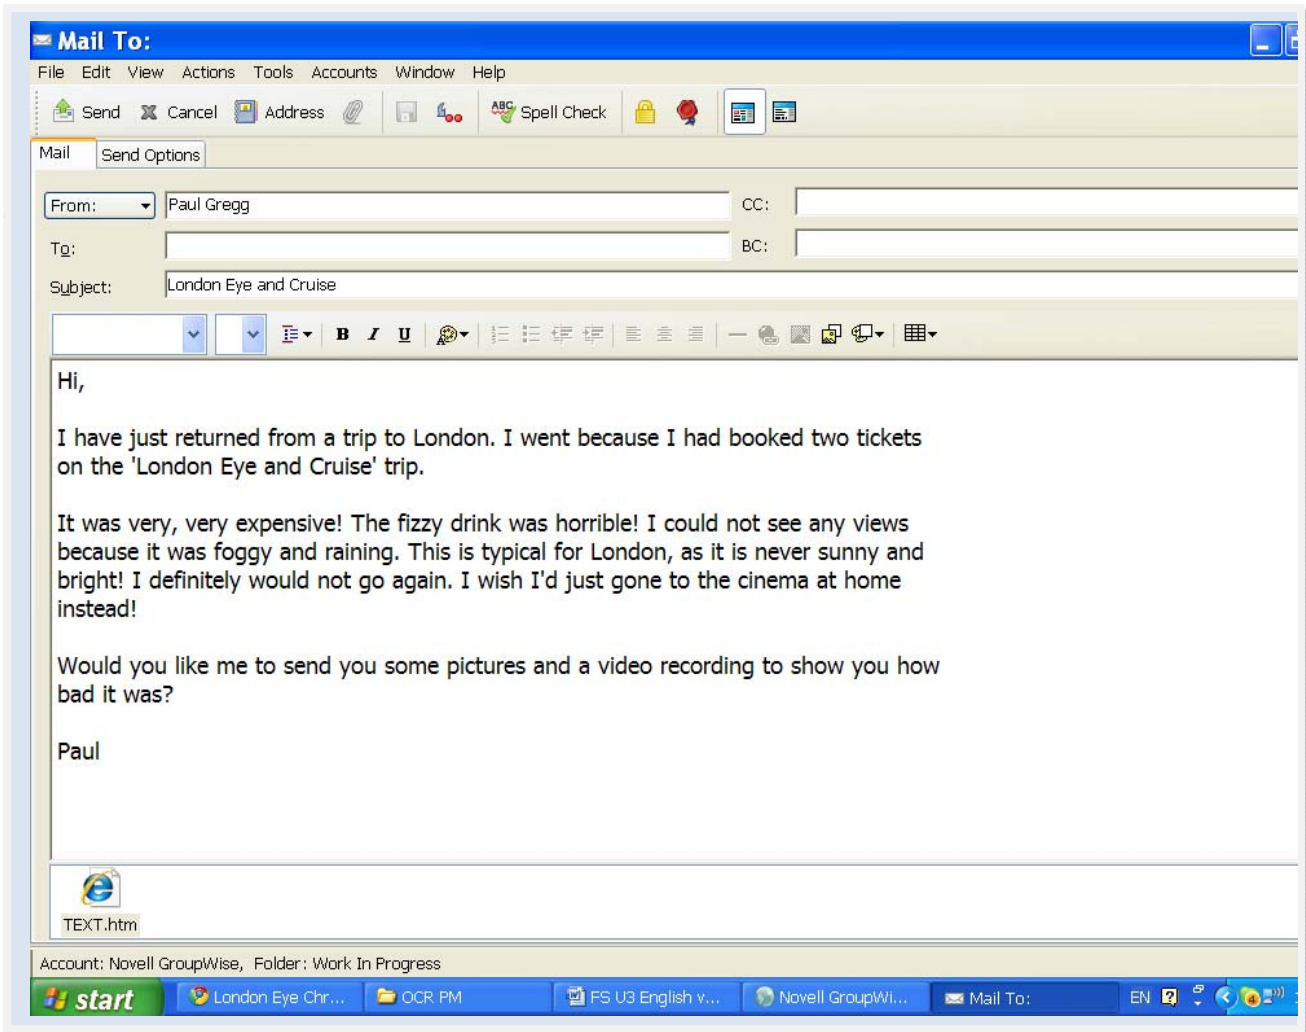 Mail To:
File Edit View Actions Tools Accounts Window Help
Send Cancel Address ABC Spell Check
Mail Send Options
From: Paul Gregg CC:
To: BC:
Subject: London Eye and Cruise
B I U
Hi,
I have just returned from a trip to London. I went because I had booked two tickets
on the 'London Eye and Cruise' trip.
It was very, very expensive! The fizzy drink was horrible! I could not see any views
because it was foggy and raining. This is typical for London, as it is never sunny and
bright! I definitely would not go again. I wish I'd just gone to the cinema at home
instead!
Would you like me to send you some pictures and a video recording to show you how
bad it was?
Paul
TEXT.htm
Account: Novell GroupWise, Folder: Work In Progress
start London Eye Chr... OCR PM FS U3 English v... Novell GroupWi... Mail To: EN